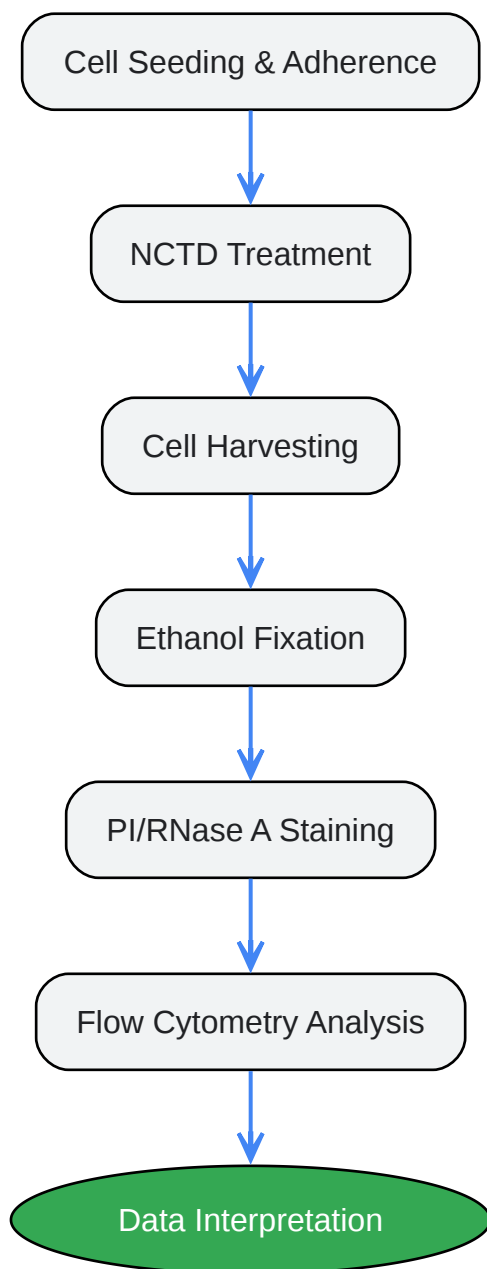 Cell Seeding & Adherence
NCTD Treatment
Cell Harvesting
Ethanol Fixation
PI/RNase A Staining
Flow Cytometry Analysis
Data Interpretation